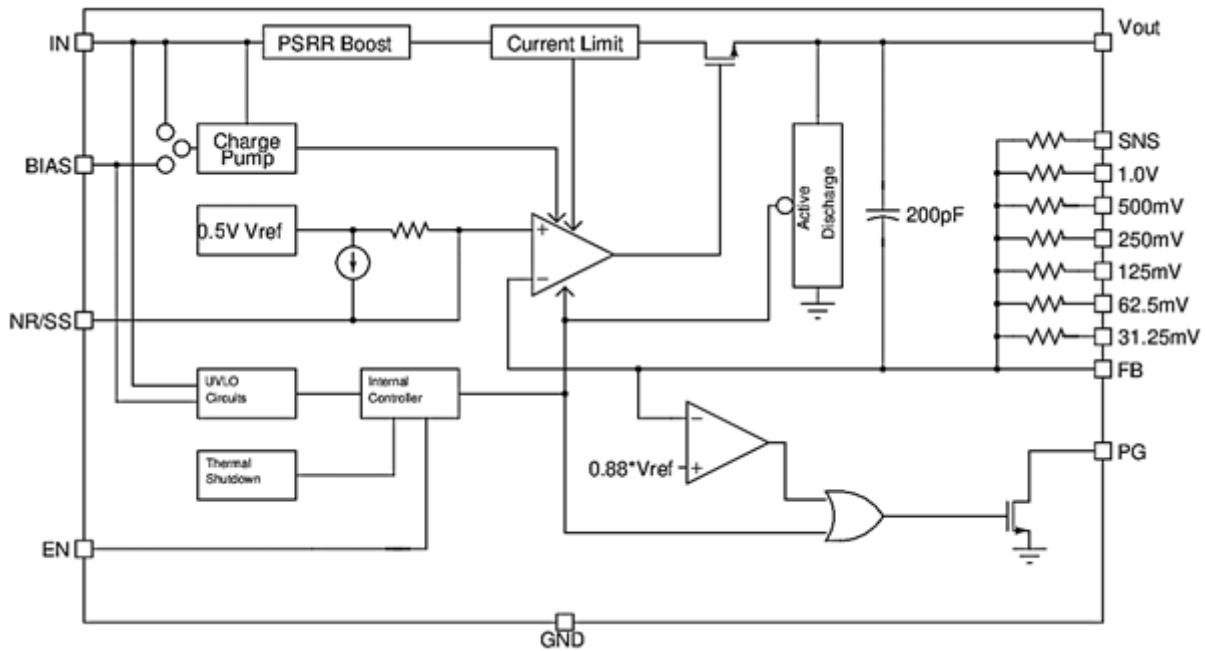 IN
PSRR Boost
Current Limit
Vout
Charge
Pump
BIAS
SNS
1.0V
500mV
250mV
125mV
62.5mV
31.25mV
0.5V Vref
+
−
Active
Discharge
200pF
NR/SS
FB
UVLO
Circuits
Internal
Controller
Thermal
Shutdown
−
0.88*Vref
+
PG
EN
GND